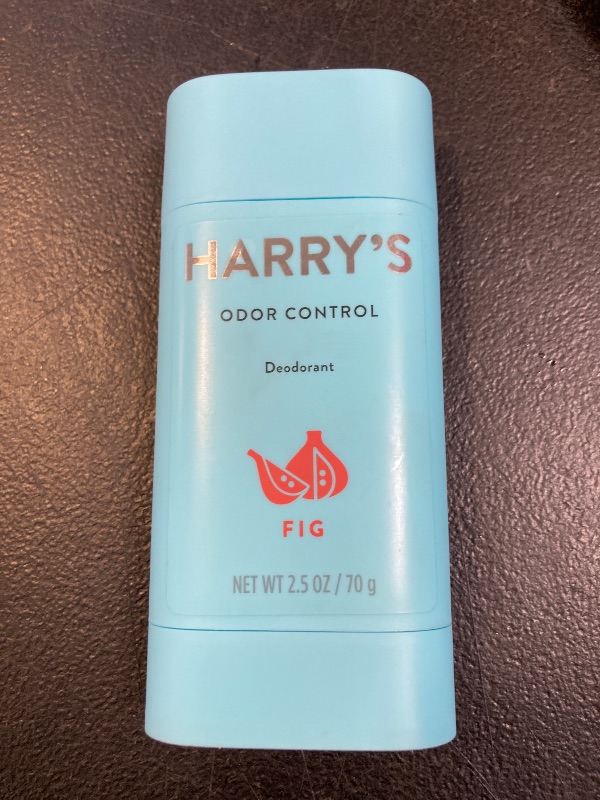 HARRY'S
ODOR CONTROL
Deodorant
FIG
NET WT 2.5 OZ / 70 g